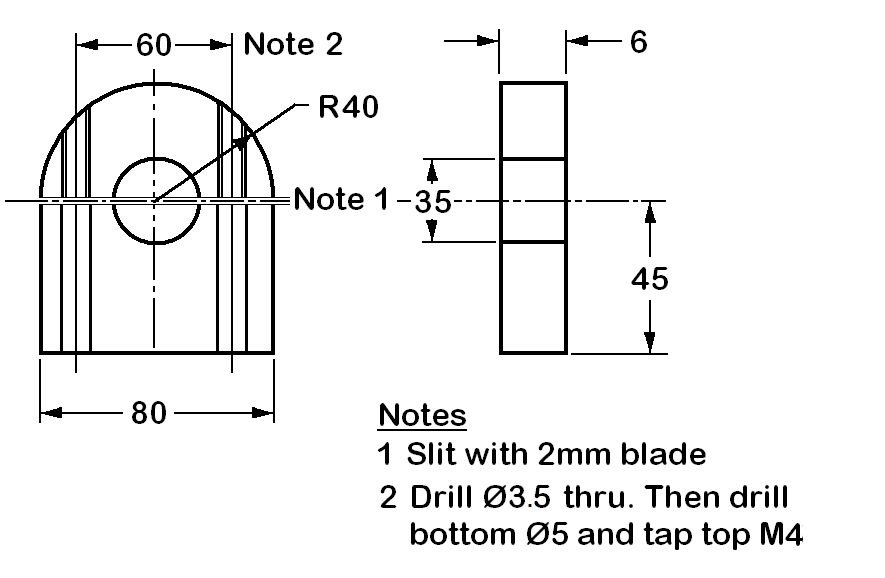 60 Note 2
6
R40
Note 1
35
45
80
Notes
1 Slit with 2mm blade
2 Drill Ø3.5 thru. Then drill
bottom Ø5 and tap top M4